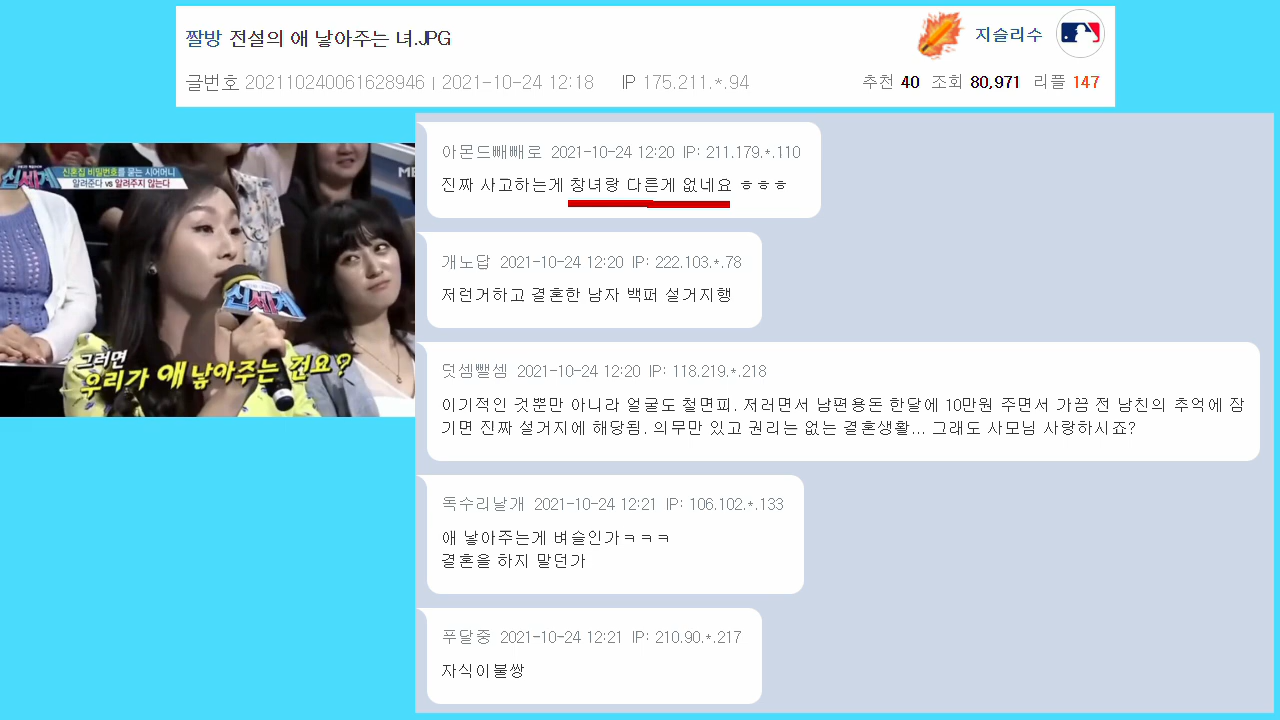 짤방 전설의 애 낳아주는 녀.JPG
지슬리수
글번호 202110240061628946 | 2021-10-24 12:18 IP 175.211.*.94
추천 40 조회 80,971 리플 147
신세계
신혼집 비밀번호를 묻는 시어머니
알려준다 vs 알려주지 않는다
신세계
그러면
우리가 애 낳아주는 건요?
아몬드빼빼로 2021-10-24 12:20 IP: 211.179.*.110
진짜 사고하는게 칭녀랑 다른게 없네요 ㅎㅎㅎ
개노답 2021-10-24 12:20 IP: 222.103.*.78
저런거하고 결혼한 남자 백퍼 설거지행
덧셈뺄셈 2021-10-24 12:20 IP: 118.219.*.218
이기적인 것뿐만 아니라 얼굴도 철면피. 저러면서 남편용돈 한달에 10만원 주면서 가끔 전 남친의 추억에 잠
기면 진짜 설거지에 해당됨. 의무만 있고 권리는 없는 결혼생활... 그래도 사모님 사랑하시죠?
독수리날개 2021-10-24 12:21 IP: 106.102.*.133
애 낳아주는게 벼슬인가ㅋㅋㅋ
결혼을 하지 말던가
푸달중 2021-10-24 12:21 IP: 210.90.*.217
자식이불쌍